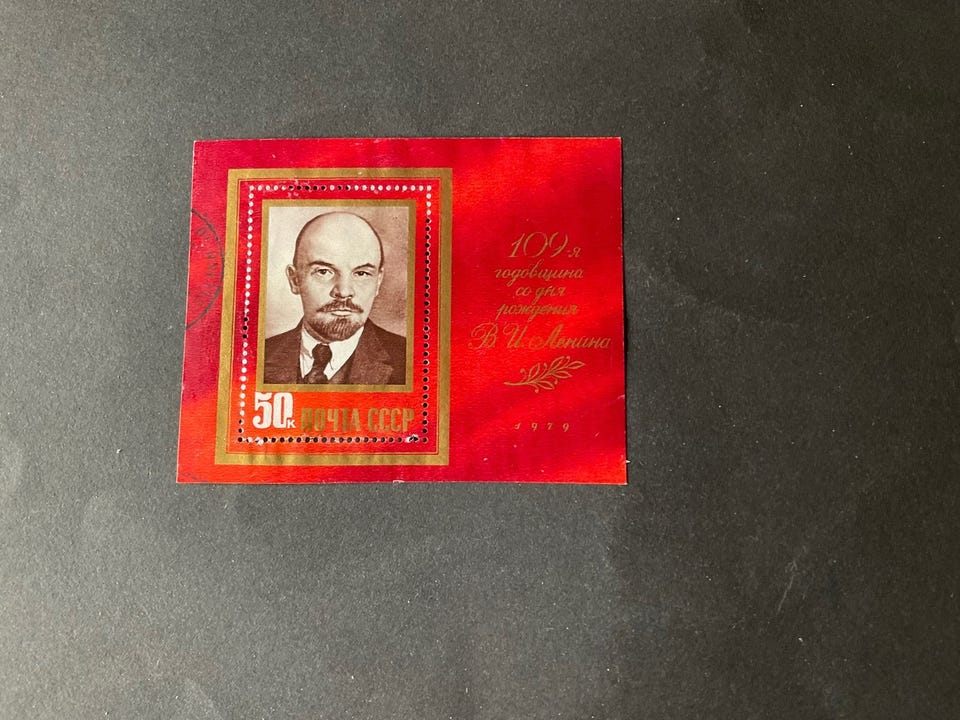 109-я
годовщина
со дня
рождения
В. И. Ленина
1979
50к ПОЧТА СССР